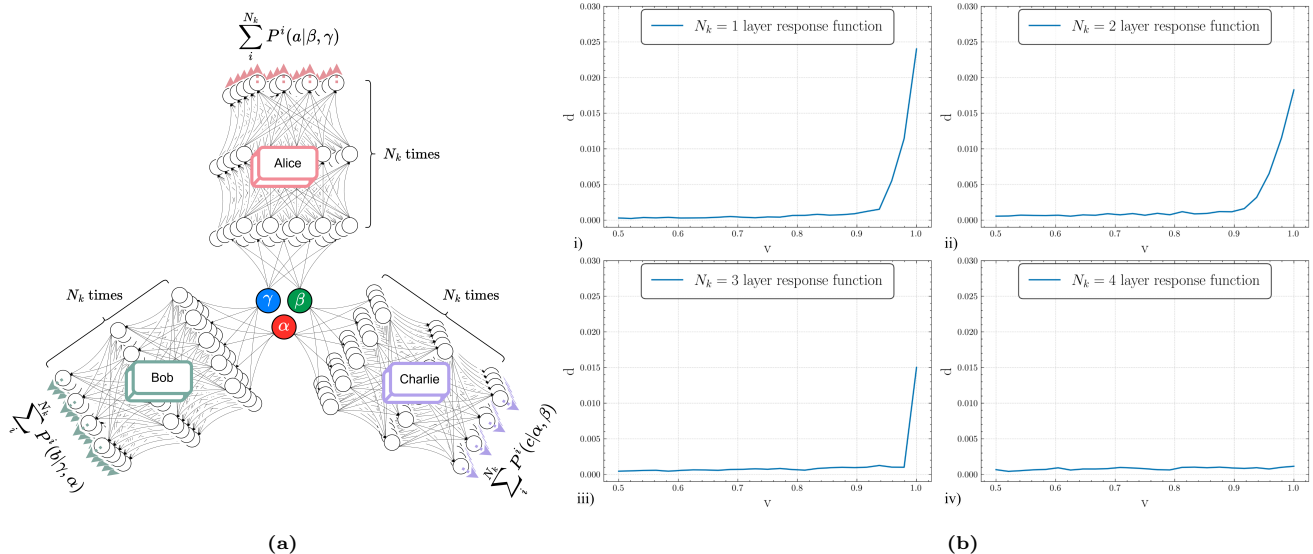 ∑_i^{N_k} P^i(a|β, γ)
N_k times
Alice
γ β
α
N_k times
N_k times
Bob
Charlie
∑_i^{N_k} P^i(b|γ, α)
∑_i^{N_k} P^i(c|α, β)
(a)
N_k = 1 layer response function
0.030
0.025
0.020
0.015
0.010
0.005
0.000
d
0.5 0.6 0.7 0.8 0.9 1.0
v
i)
N_k = 2 layer response function
0.030
0.025
0.020
0.015
0.010
0.005
0.000
d
0.5 0.6 0.7 0.8 0.9 1.0
v
ii)
N_k = 3 layer response function
0.030
0.025
0.020
0.015
0.010
0.005
0.000
d
0.5 0.6 0.7 0.8 0.9 1.0
v
iii)
N_k = 4 layer response function
0.030
0.025
0.020
0.015
0.010
0.005
0.000
d
0.5 0.6 0.7 0.8 0.9 1.0
v
iv)
(b)